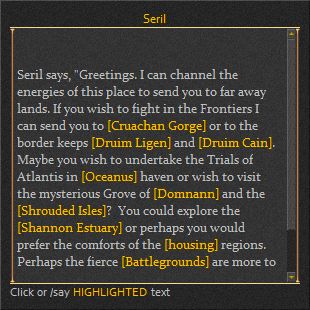 Seril
Seril says, "Greetings. I can channel the
energies of this place to send you to far away
lands. If you wish to fight in the Frontiers I
can send you to [Cruachan Gorge] or to the
border keeps [Druim Ligen] and [Druim Cain].
Maybe you wish to undertake the Trials of
Atlantis in [Oceanus] haven or wish to visit
the mysterious Grove of [Domnann] and the
[Shrouded Isles]?  You could explore the
[Shannon Estuary] or perhaps you would
prefer the comforts of the [housing] regions.
Perhaps the fierce [Battlegrounds] are more to
Click or /say HIGHLIGHTED text